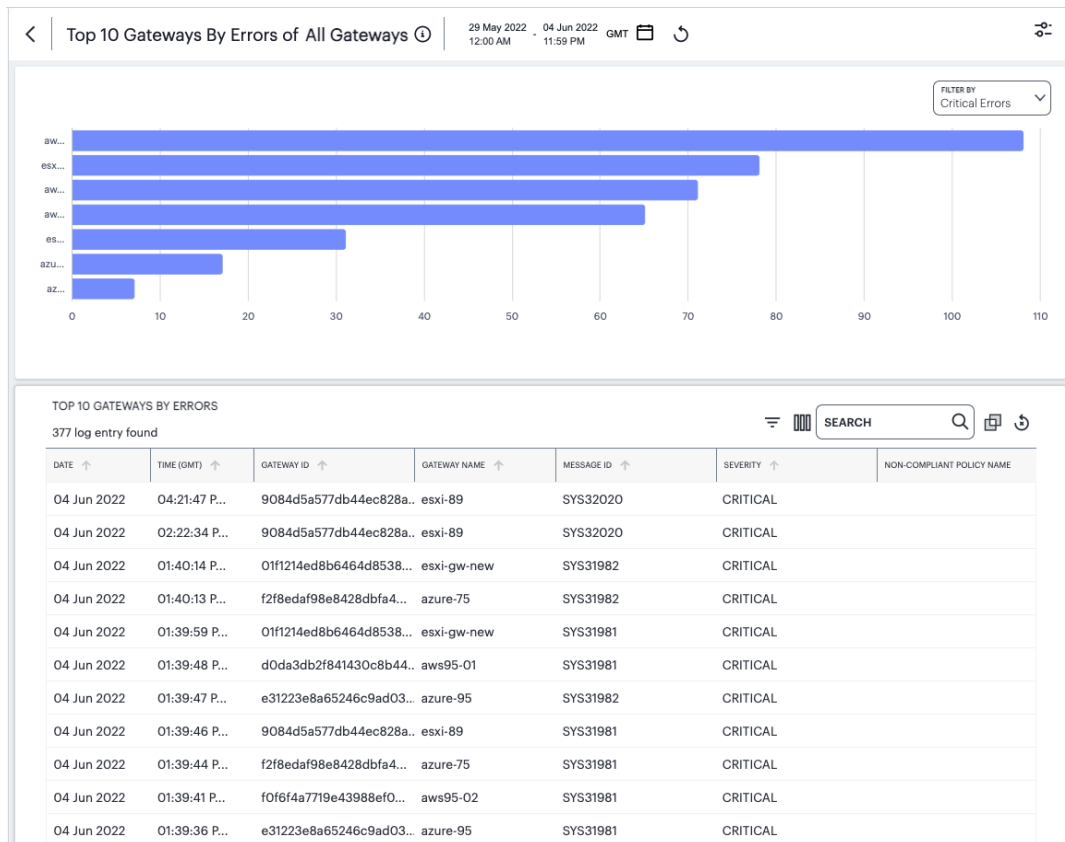 Top 10 Gateways By Errors of All Gateways
29 May 2022 12:00 AM - 04 Jun 2022 11:59 PM GMT
FILTER BY
Critical Errors
aw...
esx...
aw...
aw...
es...
azu...
az...
0 10 20 30 40 50 60 70 80 90 100 110
TOP 10 GATEWAYS BY ERRORS
377 log entry found
SEARCH
DATE TIME (GMT) GATEWAY ID GATEWAY NAME MESSAGE ID SEVERITY NON-COMPLIANT POLICY NAME
04 Jun 2022 04:21:47 P... 9084d5a577db44ec828a.. esxi-89 SYS32020 CRITICAL
04 Jun 2022 02:22:34 P... 9084d5a577db44ec828a.. esxi-89 SYS32020 CRITICAL
04 Jun 2022 01:40:14 P... 01f1214ed8b6464d8538... esxi-gw-new SYS31982 CRITICAL
04 Jun 2022 01:40:13 P... f2f8edaf98e8428dbfa4... azure-75 SYS31982 CRITICAL
04 Jun 2022 01:39:59 P... 01f1214ed8b6464d8538... esxi-gw-new SYS31981 CRITICAL
04 Jun 2022 01:39:48 P... d0da3db2f841430c8b44.. aws95-01 SYS31981 CRITICAL
04 Jun 2022 01:39:47 P... e31223e8a65246c9ad03... azure-95 SYS31982 CRITICAL
04 Jun 2022 01:39:46 P... 9084d5a577db44ec828a.. esxi-89 SYS31981 CRITICAL
04 Jun 2022 01:39:44 P... f2f8edaf98e8428dbfa4... azure-75 SYS31981 CRITICAL
04 Jun 2022 01:39:41 P... f0f6f4a7719e43988ef0... aws95-02 SYS31981 CRITICAL
04 Jun 2022 01:39:36 P... e31223e8a65246c9ad03... azure-95 SYS31981 CRITICAL